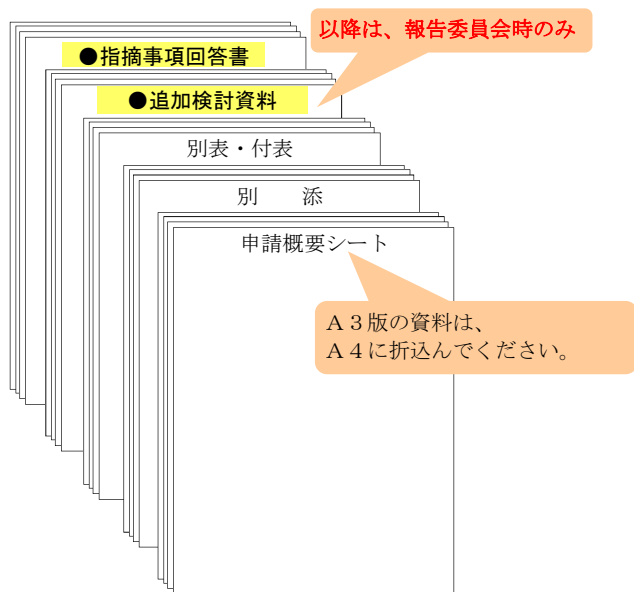 以降は、報告委員会時のみ
●指摘事項回答書
●追加検討資料
別表・付表
別　　添
申請概要シート
Ａ３版の資料は、
Ａ４に折込んでください。